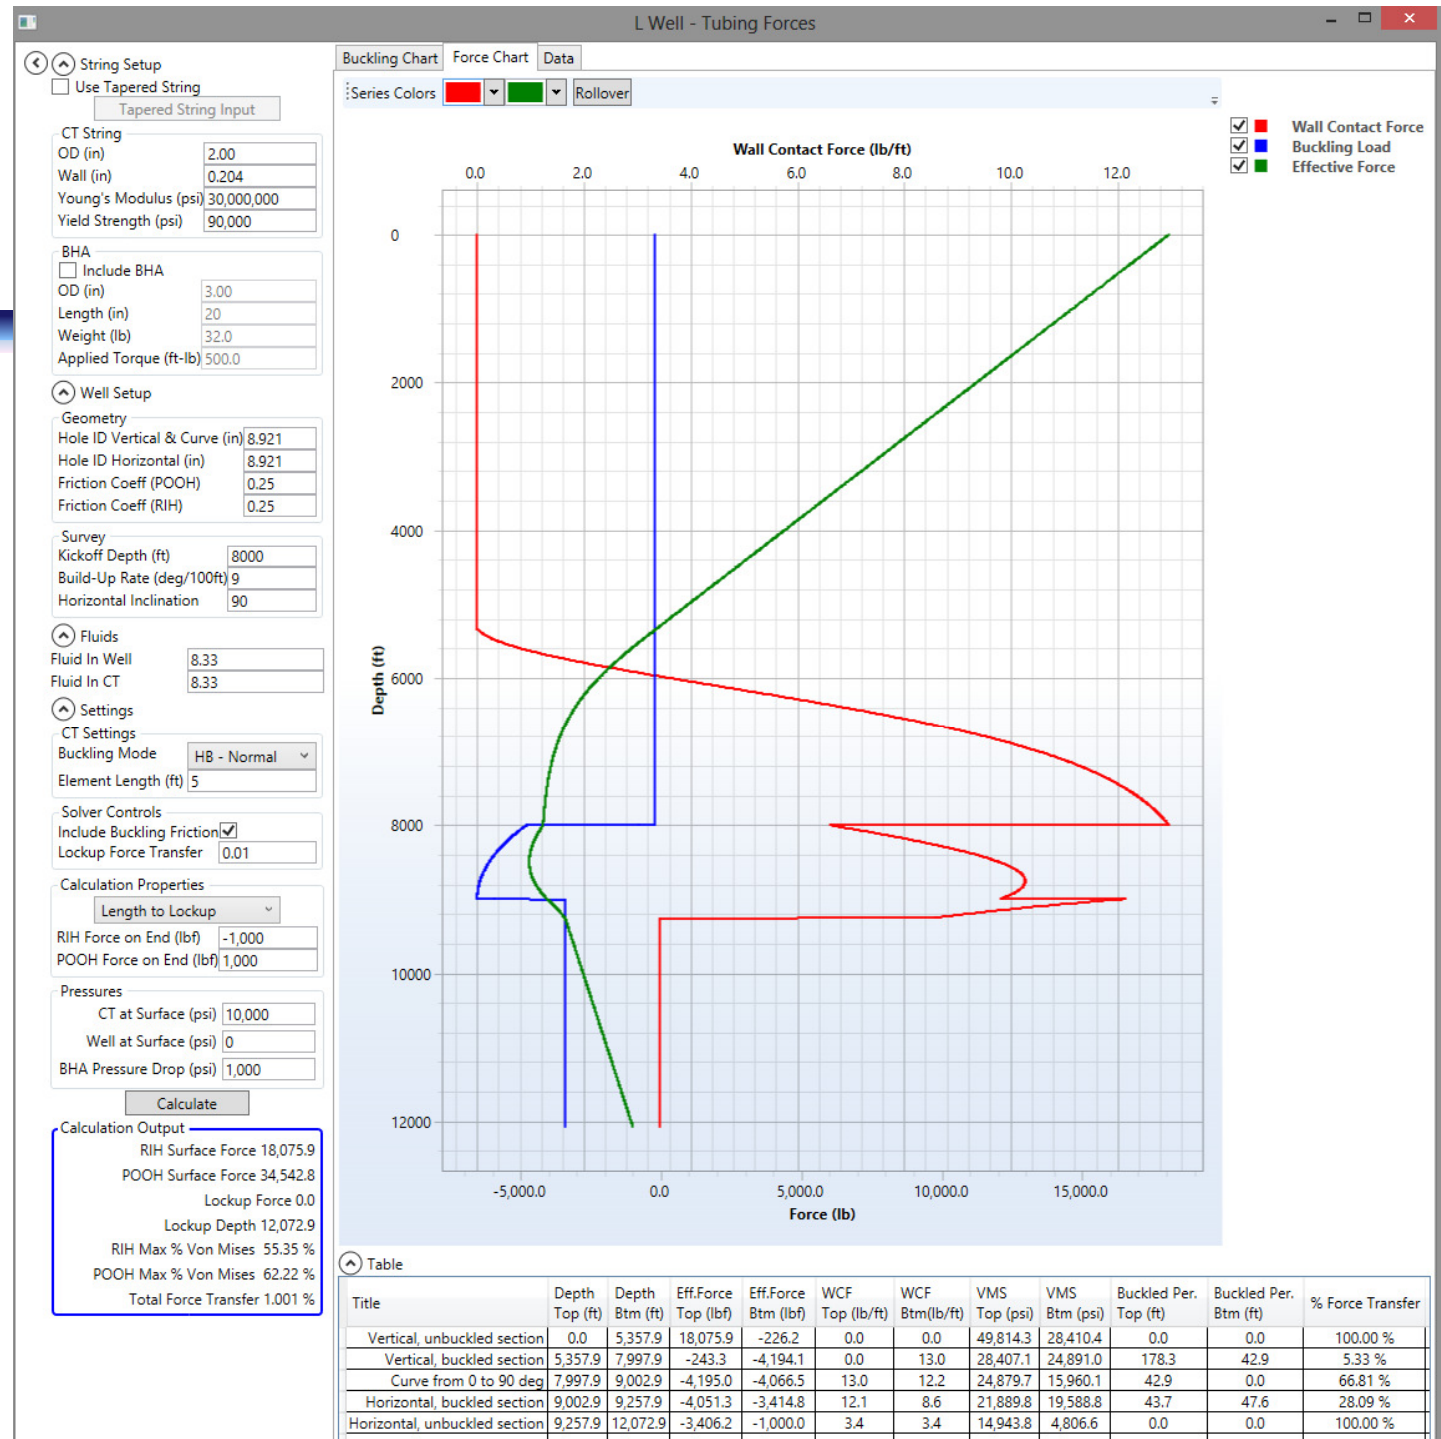 L Well - Tubing Forces
String Setup
Use Tapered String
Tapered String Input
CT String
OD (in) 2.00
Wall (in) 0.204
Young's Modulus (psi) 30,000,000
Yield Strength (psi) 90,000
BHA
Include BHA
OD (in) 3.00
Length (in) 20
Weight (lb) 32.0
Applied Torque (ft-lb) 500.0
Well Setup
Geometry
Hole ID Vertical & Curve (in) 8.921
Hole ID Horizontal (in) 8.921
Friction Coeff (POOH) 0.25
Friction Coeff (RIH) 0.25
Survey
Kickoff Depth (ft) 8000
Build-Up Rate (deg/100ft) 9
Horizontal Inclination 90
Fluids
Fluid In Well 8.33
Fluid In CT 8.33
Settings
CT Settings
Buckling Mode HB - Normal
Element Length (ft) 5
Solver Controls
Include Buckling Friction
Lockup Force Transfer 0.01
Calculation Properties
Length to Lockup
RIH Force on End (lbf) -1,000
POOH Force on End (lbf) 1,000
Pressures
CT at Surface (psi) 10,000
Well at Surface (psi) 0
BHA Pressure Drop (psi) 1,000
Calculate
Calculation Output
RIH Surface Force 18,075.9
POOH Surface Force 34,542.8
Lockup Force 0.0
Lockup Depth 12,072.9
RIH Max % Von Mises 55.35 %
POOH Max % Von Mises 62.22 %
Total Force Transfer 1.001 %
Buckling Chart Force Chart Data
Series Colors Rollover
Wall Contact Force
Buckling Load
Effective Force
Wall Contact Force (lb/ft)
0.0 2.0 4.0 6.0 8.0 10.0 12.0
0
2000
4000
6000
8000
10000
12000
Depth (ft)
-5,000.0 0.0 5,000.0 10,000.0 15,000.0
Force (lb)
Table
Title Depth Top (ft) Depth Btm (ft) Eff.Force Top (lbf) Eff.Force Btm (lbf) WCF Top (lb/ft) WCF Btm(lb/ft) VMS Top (psi) VMS Btm (psi) Buckled Per. Top (ft) Buckled Per. Btm (ft) % Force Transfer
Vertical, unbuckled section 0.0 5,357.9 18,075.9 -226.2 0.0 0.0 49,814.3 28,410.4 0.0 0.0 100.00 %
Vertical, buckled section 5,357.9 7,997.9 -243.3 -4,194.1 0.0 13.0 28,407.1 24,891.0 178.3 42.9 5.33 %
Curve from 0 to 90 deg 7,997.9 9,002.9 -4,195.0 -4,066.5 13.0 12.2 24,879.7 15,960.1 42.9 0.0 66.81 %
Horizontal, buckled section 9,002.9 9,257.9 -4,051.3 -3,414.8 12.1 8.6 21,889.8 19,588.8 43.7 47.6 28.09 %
Horizontal, unbuckled section 9,257.9 12,072.9 -3,406.2 -1,000.0 3.4 3.4 14,943.8 4,806.6 0.0 0.0 100.00 %